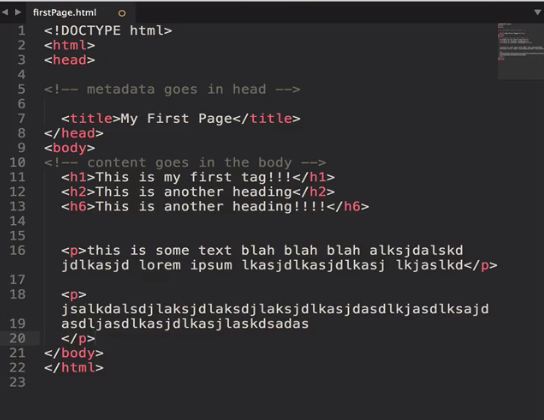 firstPage.html
1 <!DOCTYPE html>
2 <html>
3 <head>
4
5 <!-- metadata goes in head -->
6
7 <title>My First Page</title>
8 </head>
9 <body>
10 <!-- content goes in the body -->
11 <h1>This is my first tag!!!</h1>
12 <h2>This is another heading</h2>
13 <h6>This is another heading!!!!</h6>
14
15
16 <p>this is some text blah blah blah alksjdalskd
jdlkasjd lorem ipsum lkasjdlkasjdlkasj lkjaslkd</p>
17
18 <p>
jsalkdalsdjlaksjdlaksdjlaksjdlkasjdasdlkjasdlksajd
19 asdljasdlkasjdlkasjlaskdsadas
20 </p>
21 </body>
22 </html>
23